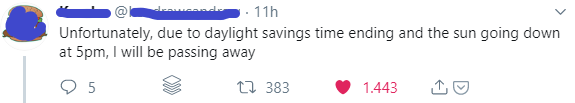 · 11h
Unfortunately, due to daylight savings time ending and the sun going down
at 5pm, I will be passing away
5 383 1.443